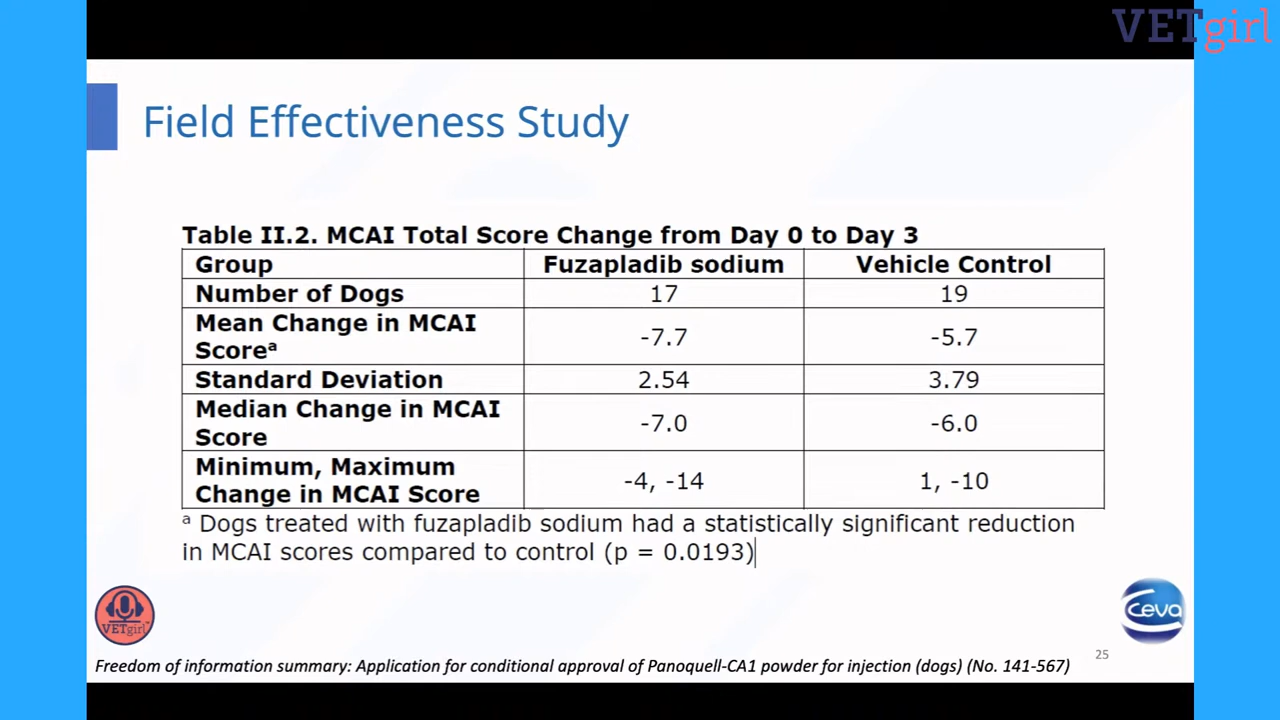 VETgirl
Field Effectiveness Study
Table II.2. MCAI Total Score Change from Day 0 to Day 3
Group Fuzapladib sodium Vehicle Control
Number of Dogs 17 19
Mean Change in MCAI
Scoreᵃ -7.7 -5.7
Standard Deviation 2.54 3.79
Median Change in MCAI
Score -7.0 -6.0
Minimum, Maximum
Change in MCAI Score -4, -14 1, -10
ᵃ Dogs treated with fuzapladib sodium had a statistically significant reduction
in MCAI scores compared to control (p = 0.0193)
VETgirl
ceva
25
Freedom of information summary: Application for conditional approval of Panoquell-CA1 powder for injection (dogs) (No. 141-567)